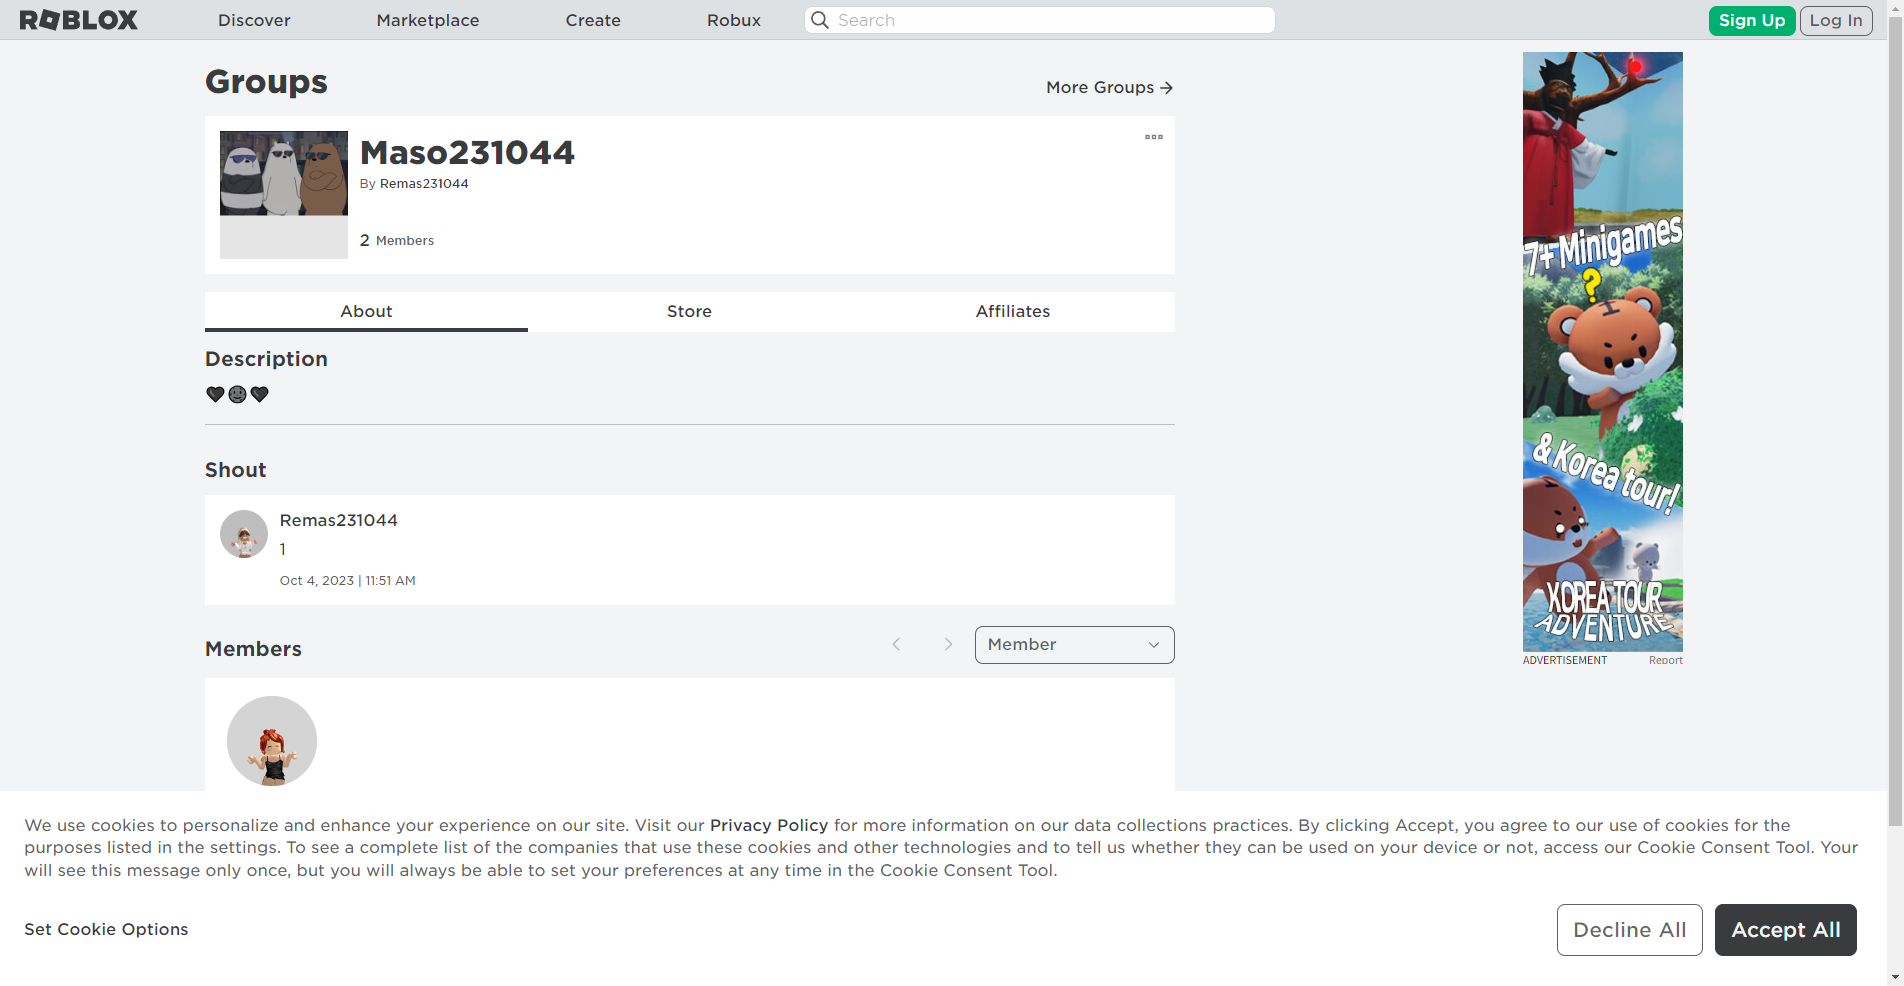 ROBLOX
Discover
Marketplace
Create
Robux
Search
Sign Up
Log In
Groups
More Groups →
Maso231044
By Remas231044
2 Members
About
Store
Affiliates
Description
🖤🙂🖤
Shout
Remas231044
1
Oct 4, 2023 | 11:51 AM
Members
Member
7+ Minigames
?
& Korea tour!
KOREA TOUR
ADVENTURE
ADVERTISEMENT
Report
We use cookies to personalize and enhance your experience on our site. Visit our Privacy Policy for more information on our data collections practices. By clicking Accept, you agree to our use of cookies for the
purposes listed in the settings. To see a complete list of the companies that use these cookies and other technologies and to tell us whether they can be used on your device or not, access our Cookie Consent Tool. Your
will see this message only once, but you will always be able to set your preferences at any time in the Cookie Consent Tool.
Set Cookie Options
Decline All
Accept All